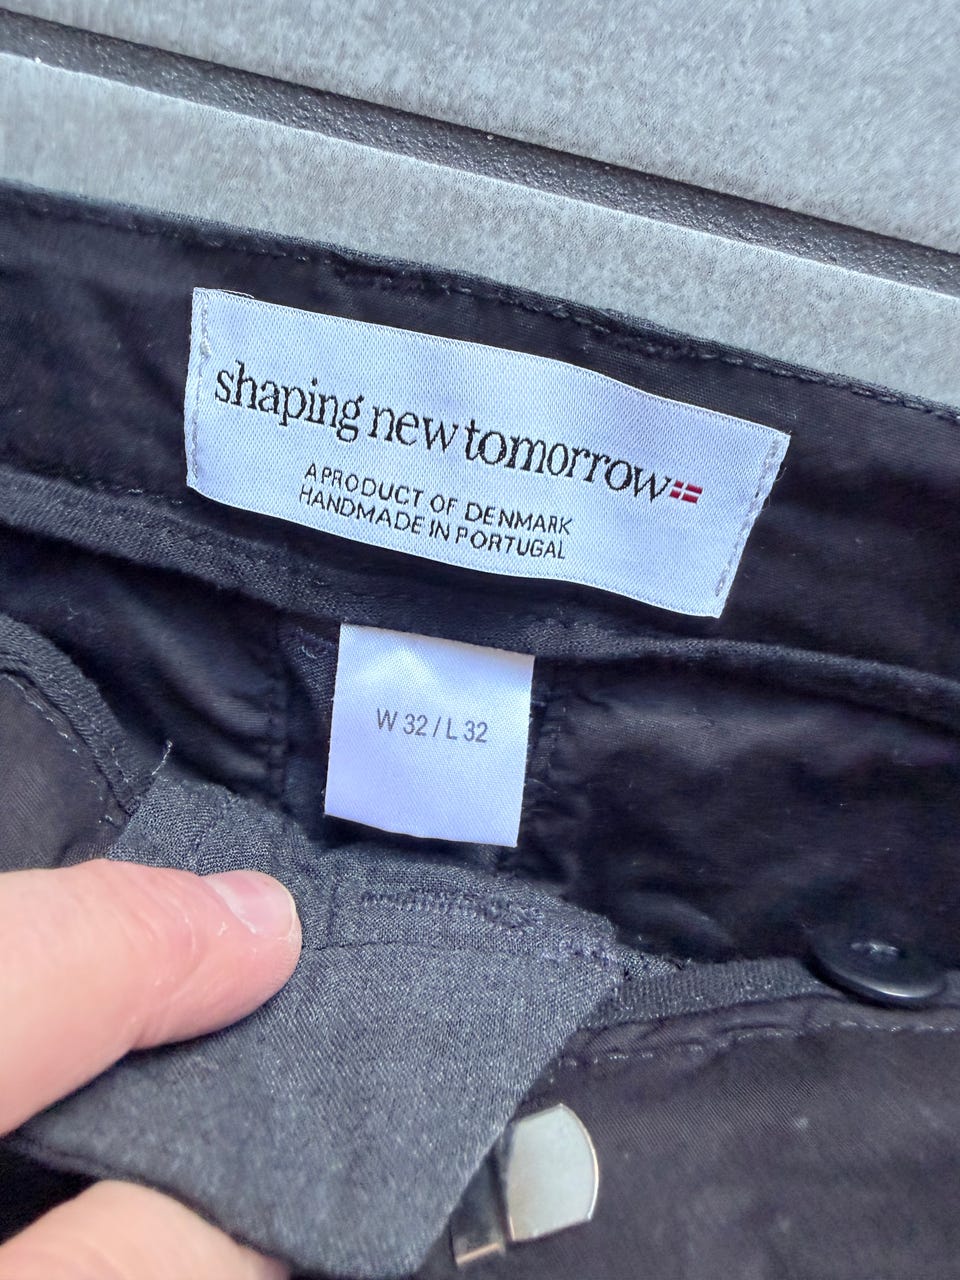 shaping new tomorrow
A PRODUCT OF DENMARK
HANDMADE IN PORTUGAL
W 32 / L 32